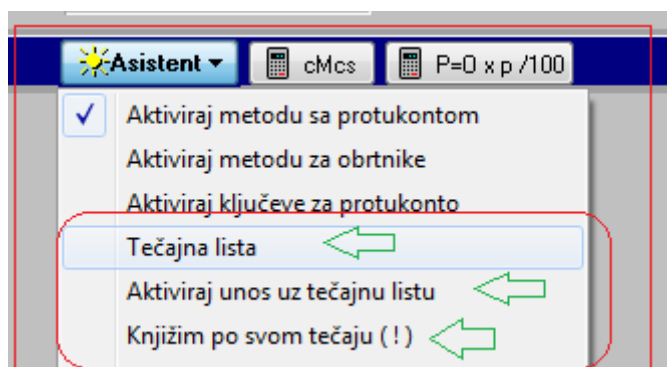 Asistent cMcs P=O x p /100
Aktiviraj metodu sa protukontom
Aktiviraj metodu za obrtnike
Aktiviraj ključeve za protukonto
Tečajna lista
Aktiviraj unos uz tečajnu listu
Knjižim po svom tečaju ( ! )